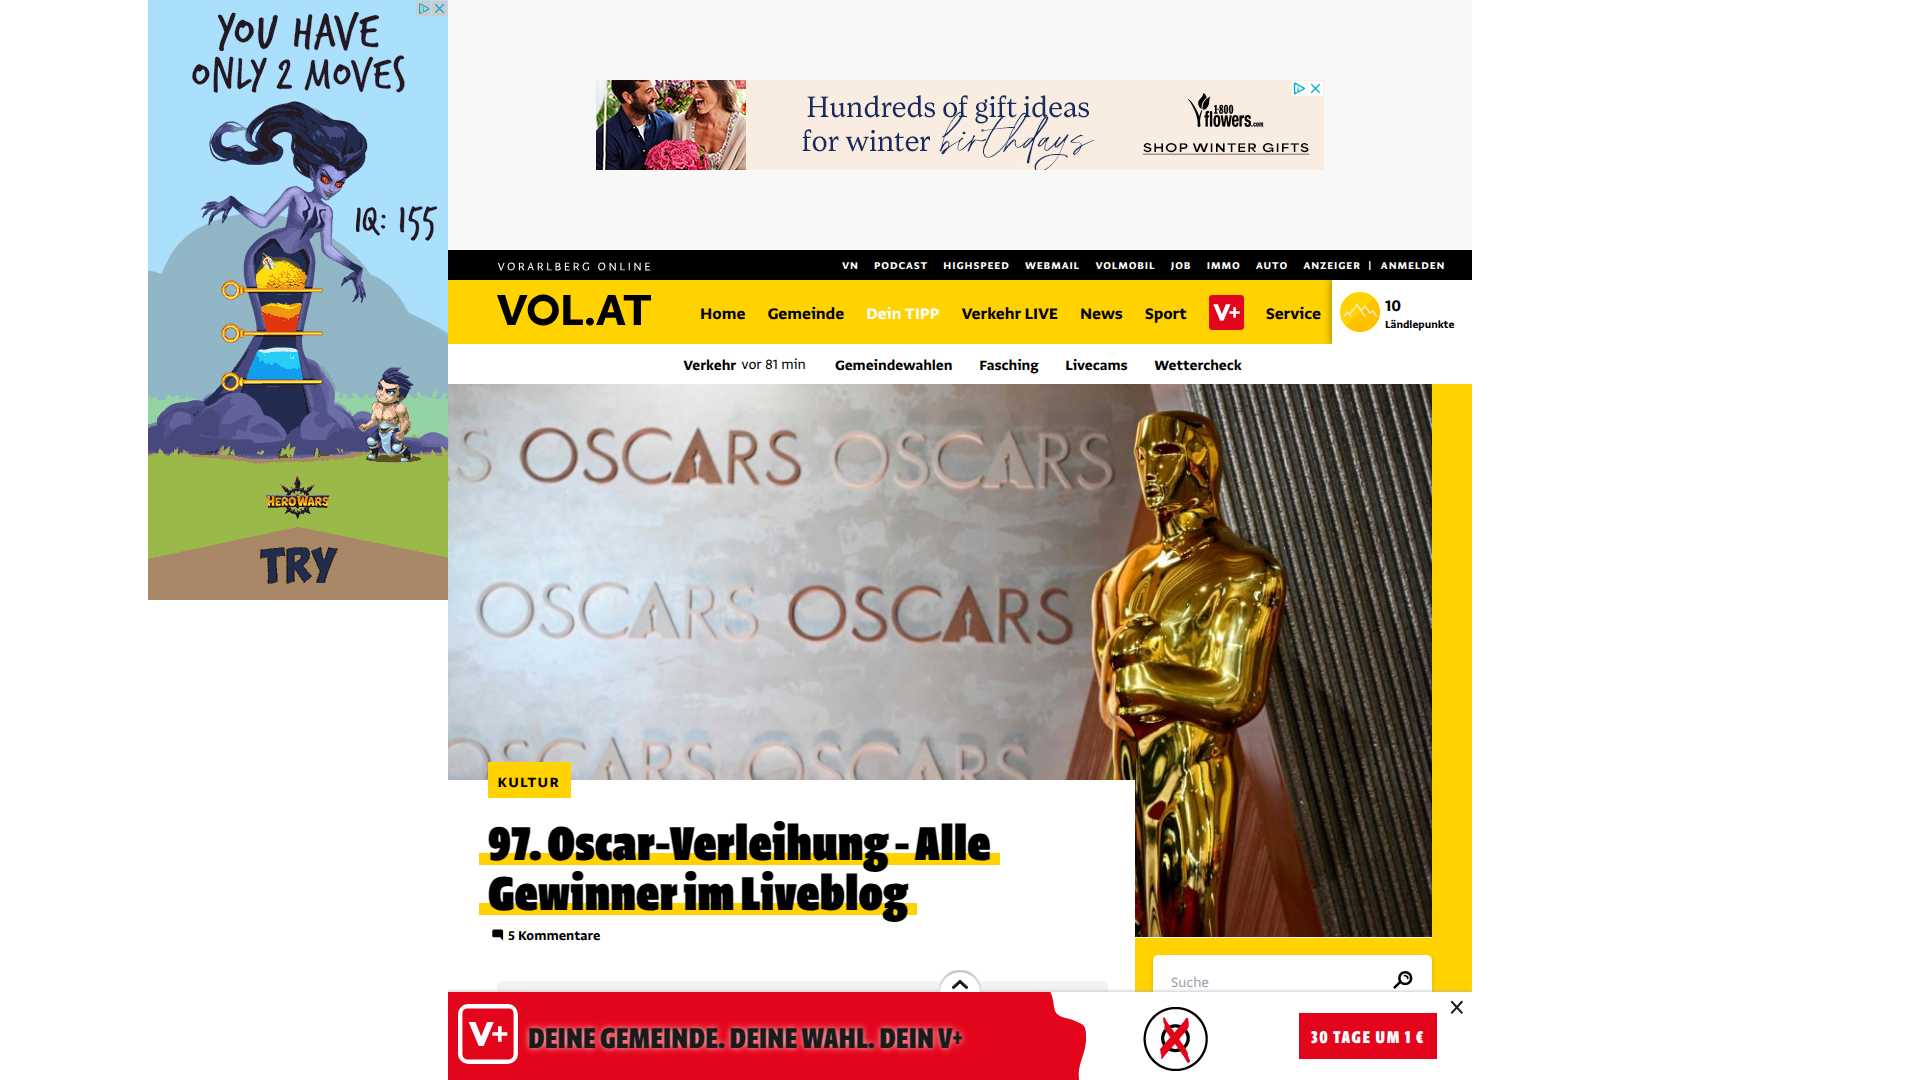 YOU HAVE
ONLY 2 MOVES
IQ: 155
HERO WARS
TRY
Hundreds of gift ideas
for winter birthdays
1-800
flowers.com
SHOP WINTER GIFTS
VORARLBERG ONLINE
VN PODCAST HIGHSPEED WEBMAIL VOLMOBIL JOB IMMO AUTO ANZEIGER | ANMELDEN
VOL.AT
Home Gemeinde Dein TIPP Verkehr LIVE News Sport V+ Service
10
Ländlepunkte
Verkehr vor 81 min Gemeindewahlen Fasching Livecams Wettercheck
S OSCARS OSCARS
OSCARS OSCARS
OSCARS OSCARS
KULTUR
97. Oscar-Verleihung - Alle
Gewinner im Liveblog
5 Kommentare
Suche
V+ DEINE GEMEINDE. DEINE WAHL. DEIN V+
30 TAGE UM 1 €